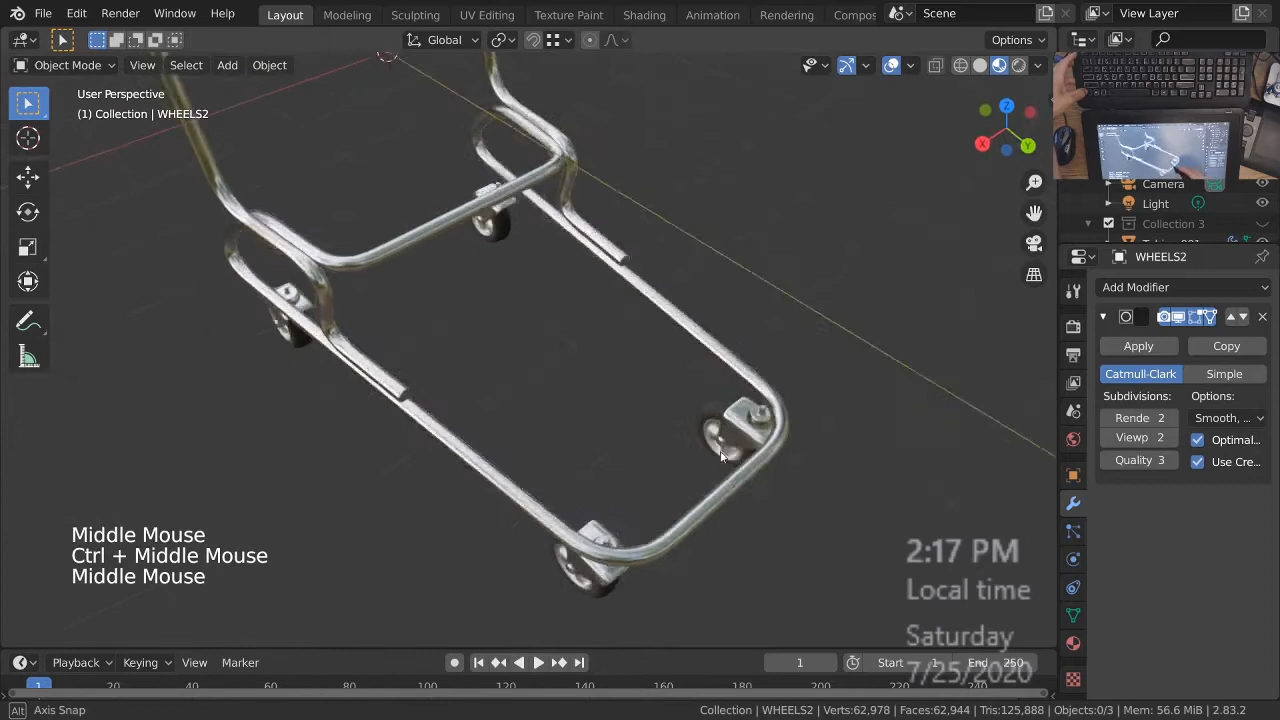 File Edit Render Window Help Layout Modeling Sculpting UV Editing Texture Paint Shading Animation Rendering Compos Scene View Layer
Global Options
Object Mode View Select Add Object
User Perspective
(1) Collection | WHEELS2
Z
X
Y
Camera
Light
Collection 3
WHEELS2
Add Modifier
Apply Copy
Catmull-Clark Simple
Subdivisions: Options:
Rende 2 Smooth, ...
Viewp 2 Optimal..
Quality 3 Use Cre...
Middle Mouse
Ctrl + Middle Mouse
Middle Mouse
2:17 PM
Local time
Saturday
7/25/2020
Playback Keying View Marker 1 Start 1 End 250
1 20 60 80 100 120 140 160 180 200 220 240
Alt Axis Snap Collection | WHEELS2 | Verts:62,978 | Faces:62,944 | Tris:125,888 | Objects:0/3 | Mem: 56.6 MiB | 2.83.2